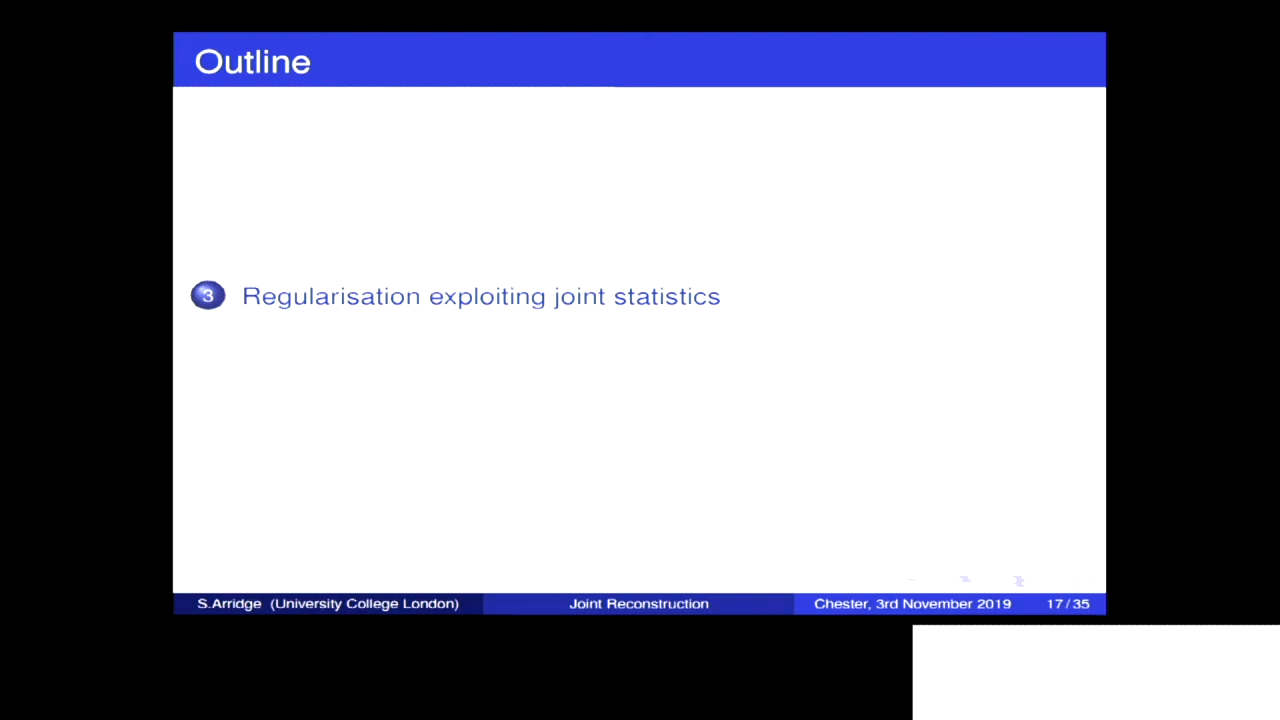 Outline
3 Regularisation exploiting joint statistics
S.Arridge (University College London) Joint Reconstruction Chester, 3rd November 2019 17/35